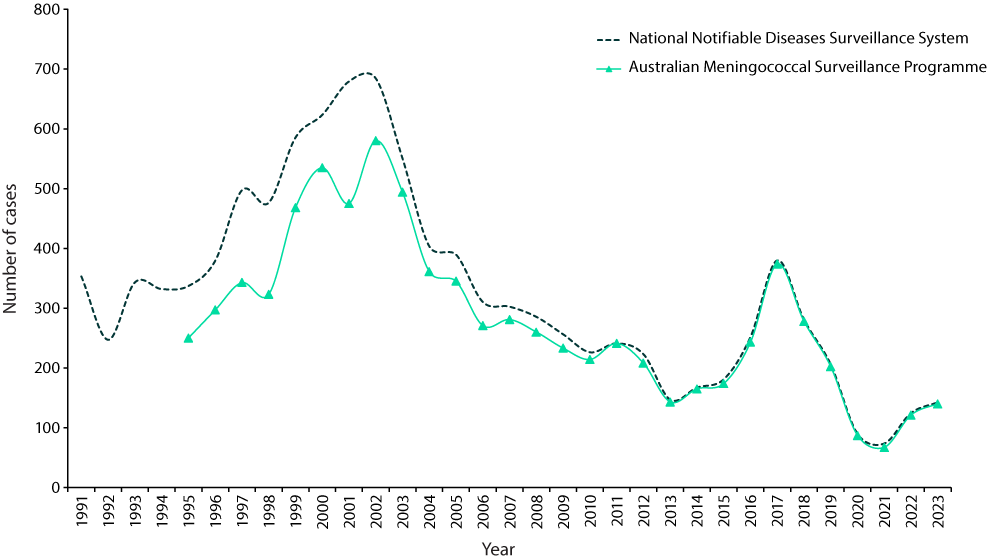 800
700
600
500
400
300
200
100
0
Number of cases
National Notifiable Diseases Surveillance System
Australian Meningococcal Surveillance Programme
1991 1992 1993 1994 1995 1996 1997 1998 1999 2000 2001 2002 2003 2004 2005 2006 2007 2008 2009 2010 2011 2012 2013 2014 2015 2016 2017 2018 2019 2020 2021 2022 2023
Year